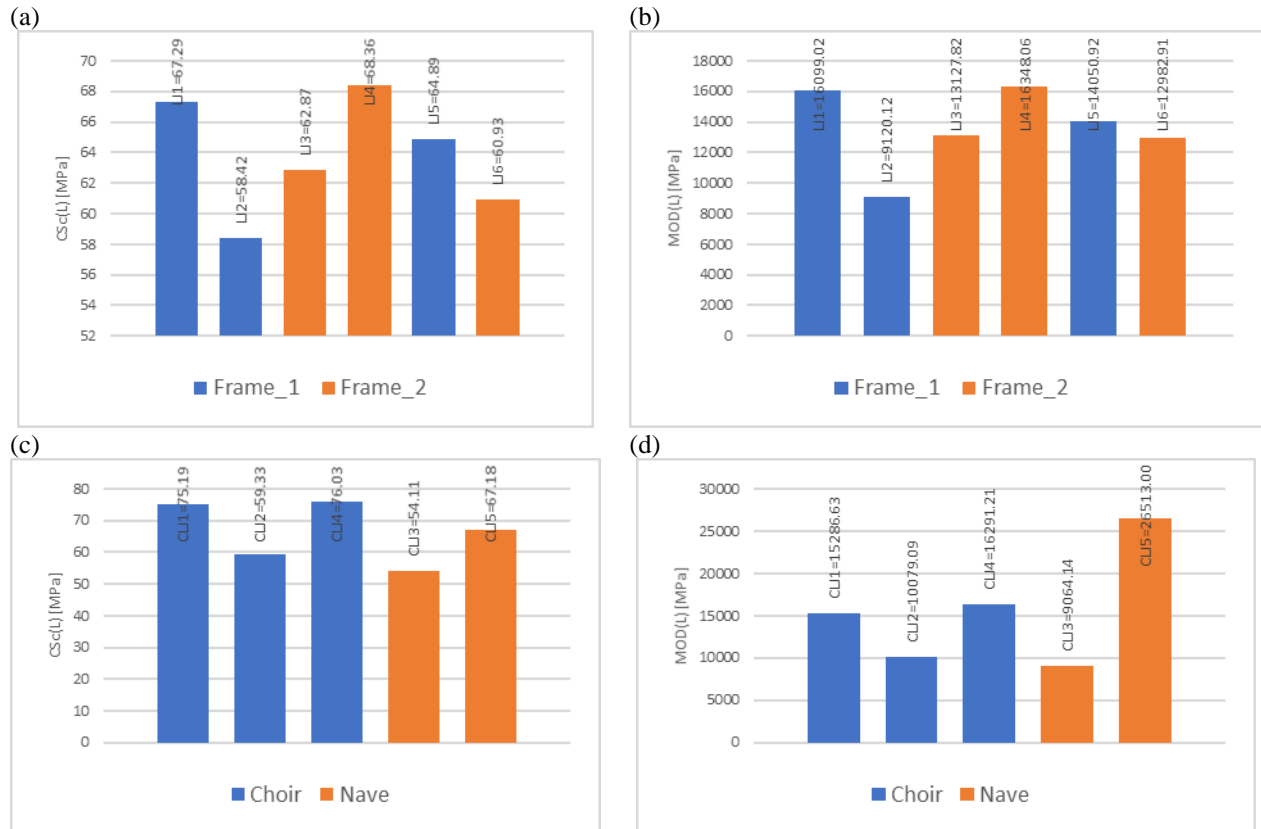 (a)
CSc(L) [MPa]
70
68
66
64
62
60
58
56
54
52
LI1=67.29
LI2=58.42
LI3=62.87
LI4=68.36
LI5=64.89
LI6=60.93
Frame_1 Frame_2
(b)
MOD(L) [MPa]
18000
16000
14000
12000
10000
8000
6000
4000
2000
0
LI1=16099.02
LI2=9120.12
LI3=13127.82
LI4=16348.06
LI5=14050.92
LI6=12982.91
Frame_1 Frame_2
(c)
CSc(L) [MPa]
80
70
60
50
40
30
20
10
0
CLI1=75.19
CLI2=59.33
CLI4=76.03
CLI3=54.11
CLI5=67.18
Choir Nave
(d)
MOD(L) [MPa]
30000
25000
20000
15000
10000
5000
0
CLI1=15286.63
CLI2=10079.09
CLI4=16291.21
CLI3=9064.14
CLI5=26513.00
Choir Nave